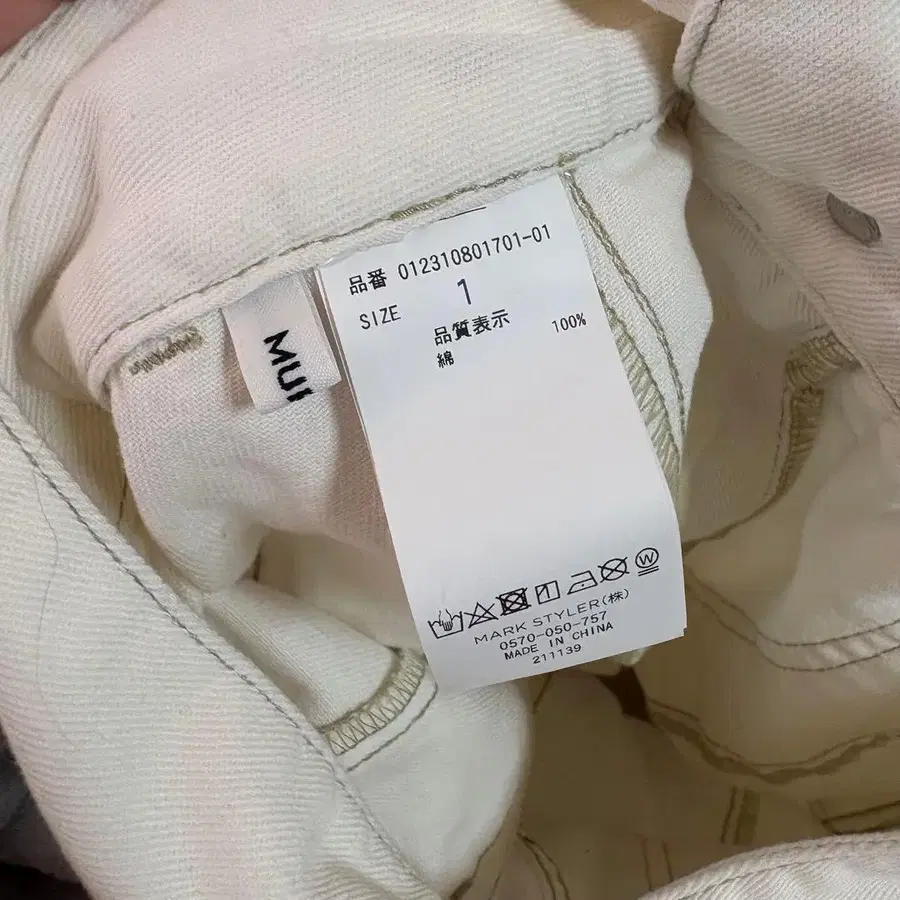 品番 012310801701-01
SIZE 1
品質表示
綿 100%
MARK STYLER(株)
0570-050-757
MADE IN CHINA
211139